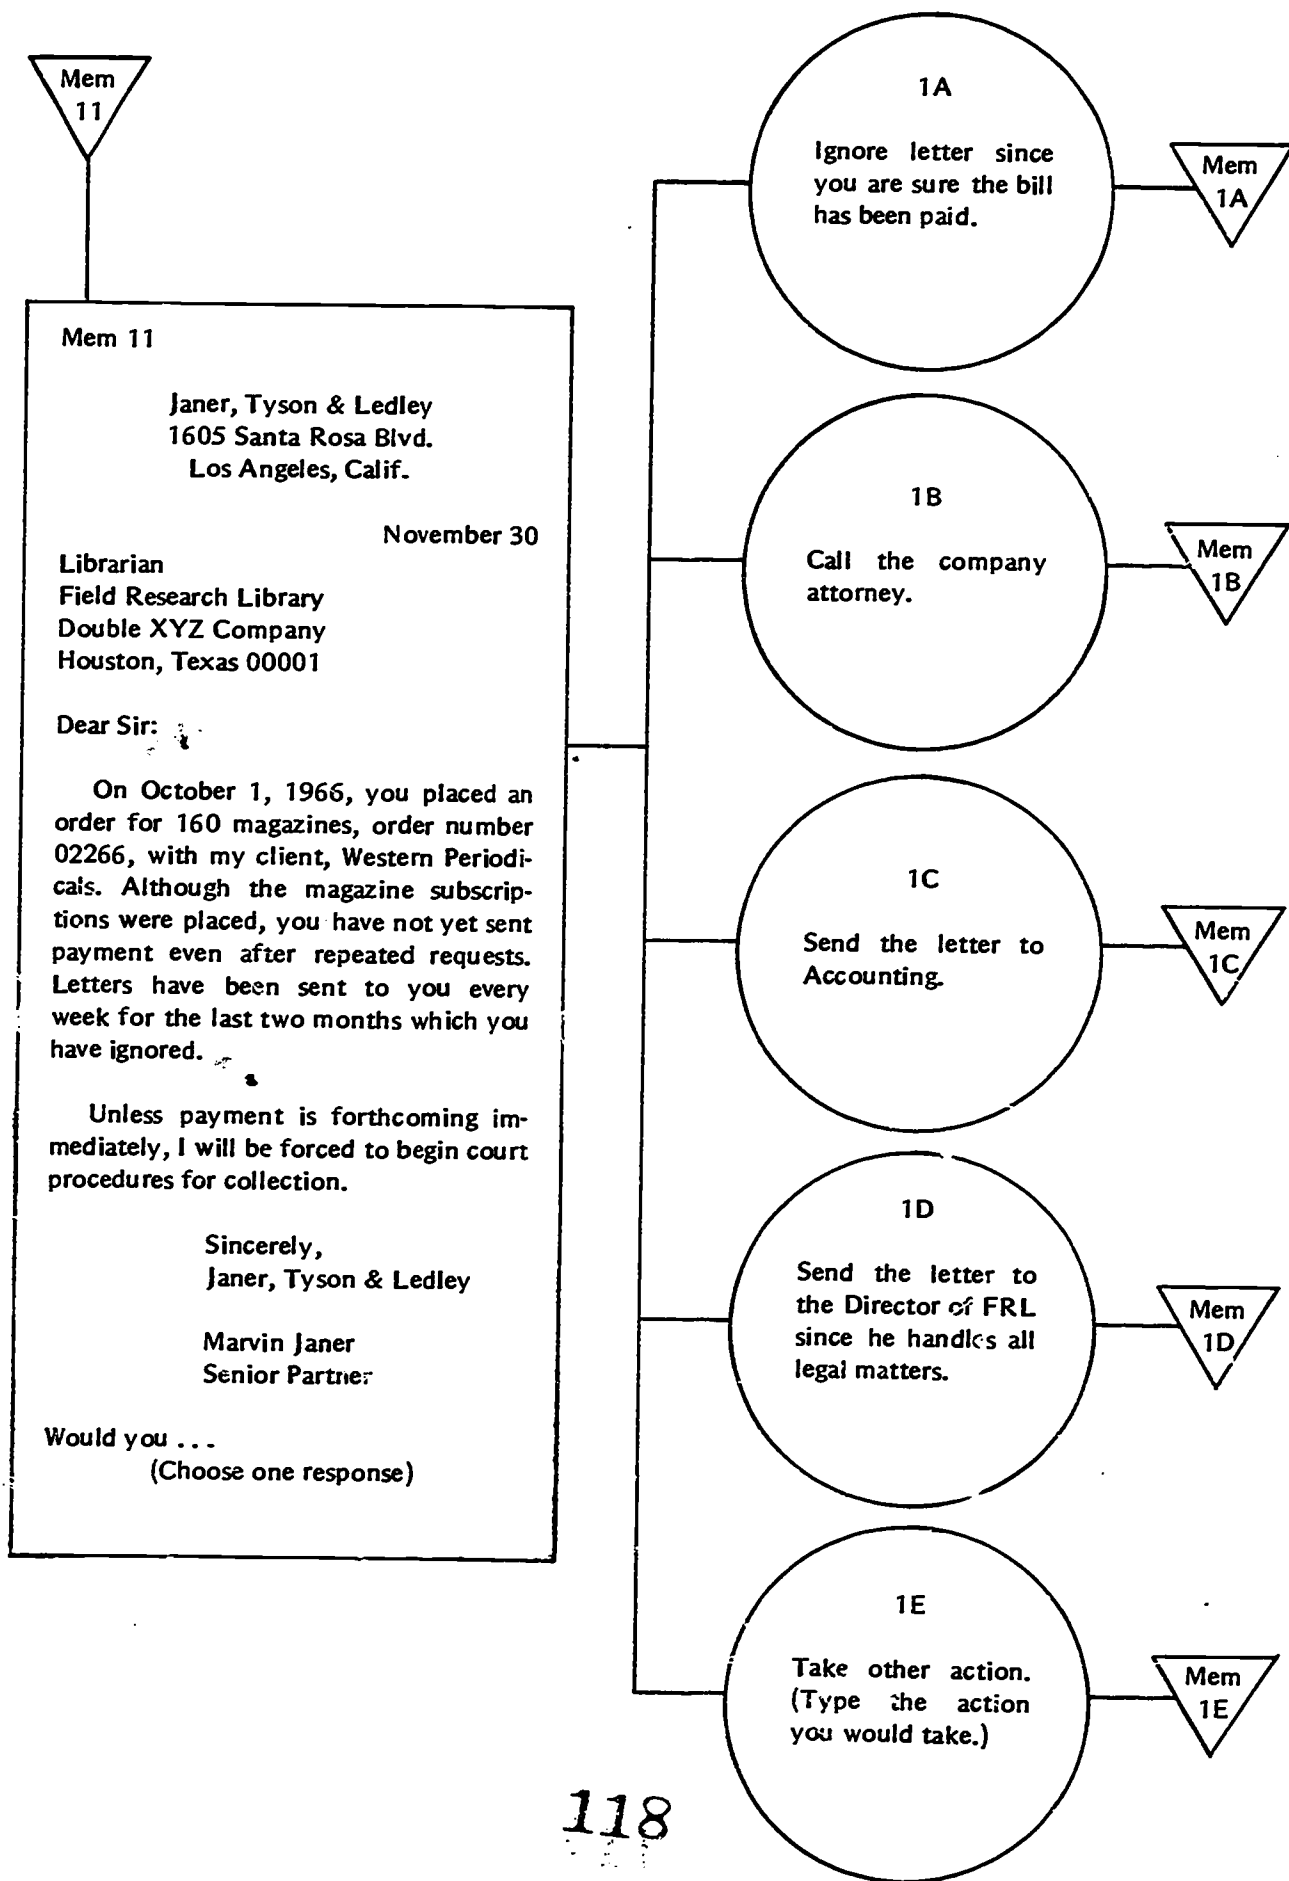 Mem
11
Mem 11
Janer, Tyson & Ledley
1605 Santa Rosa Blvd.
Los Angeles, Calif.
November 30
Librarian
Field Research Library
Double XYZ Company
Houston, Texas 00001
Dear Sir:
On October 1, 1966, you placed an
order for 160 magazines, order number
02266, with my client, Western Periodi-
cals. Although the magazine subscrip-
tions were placed, you have not yet sent
payment even after repeated requests.
Letters have been sent to you every
week for the last two months which you
have ignored.
Unless payment is forthcoming im-
mediately, I will be forced to begin court
procedures for collection.
Sincerely,
Janer, Tyson & Ledley
Marvin Janer
Senior Partner
Would you ...
(Choose one response)
1A
Ignore letter since
you are sure the bill
has been paid.
Mem
1A
1B
Call the company
attorney.
Mem
1B
1C
Send the letter to
Accounting.
Mem
1C
1D
Send the letter to
the Director of FRL
since he handles all
legal matters.
Mem
1D
1E
Take other action.
(Type the action
you would take.)
Mem
1E
118